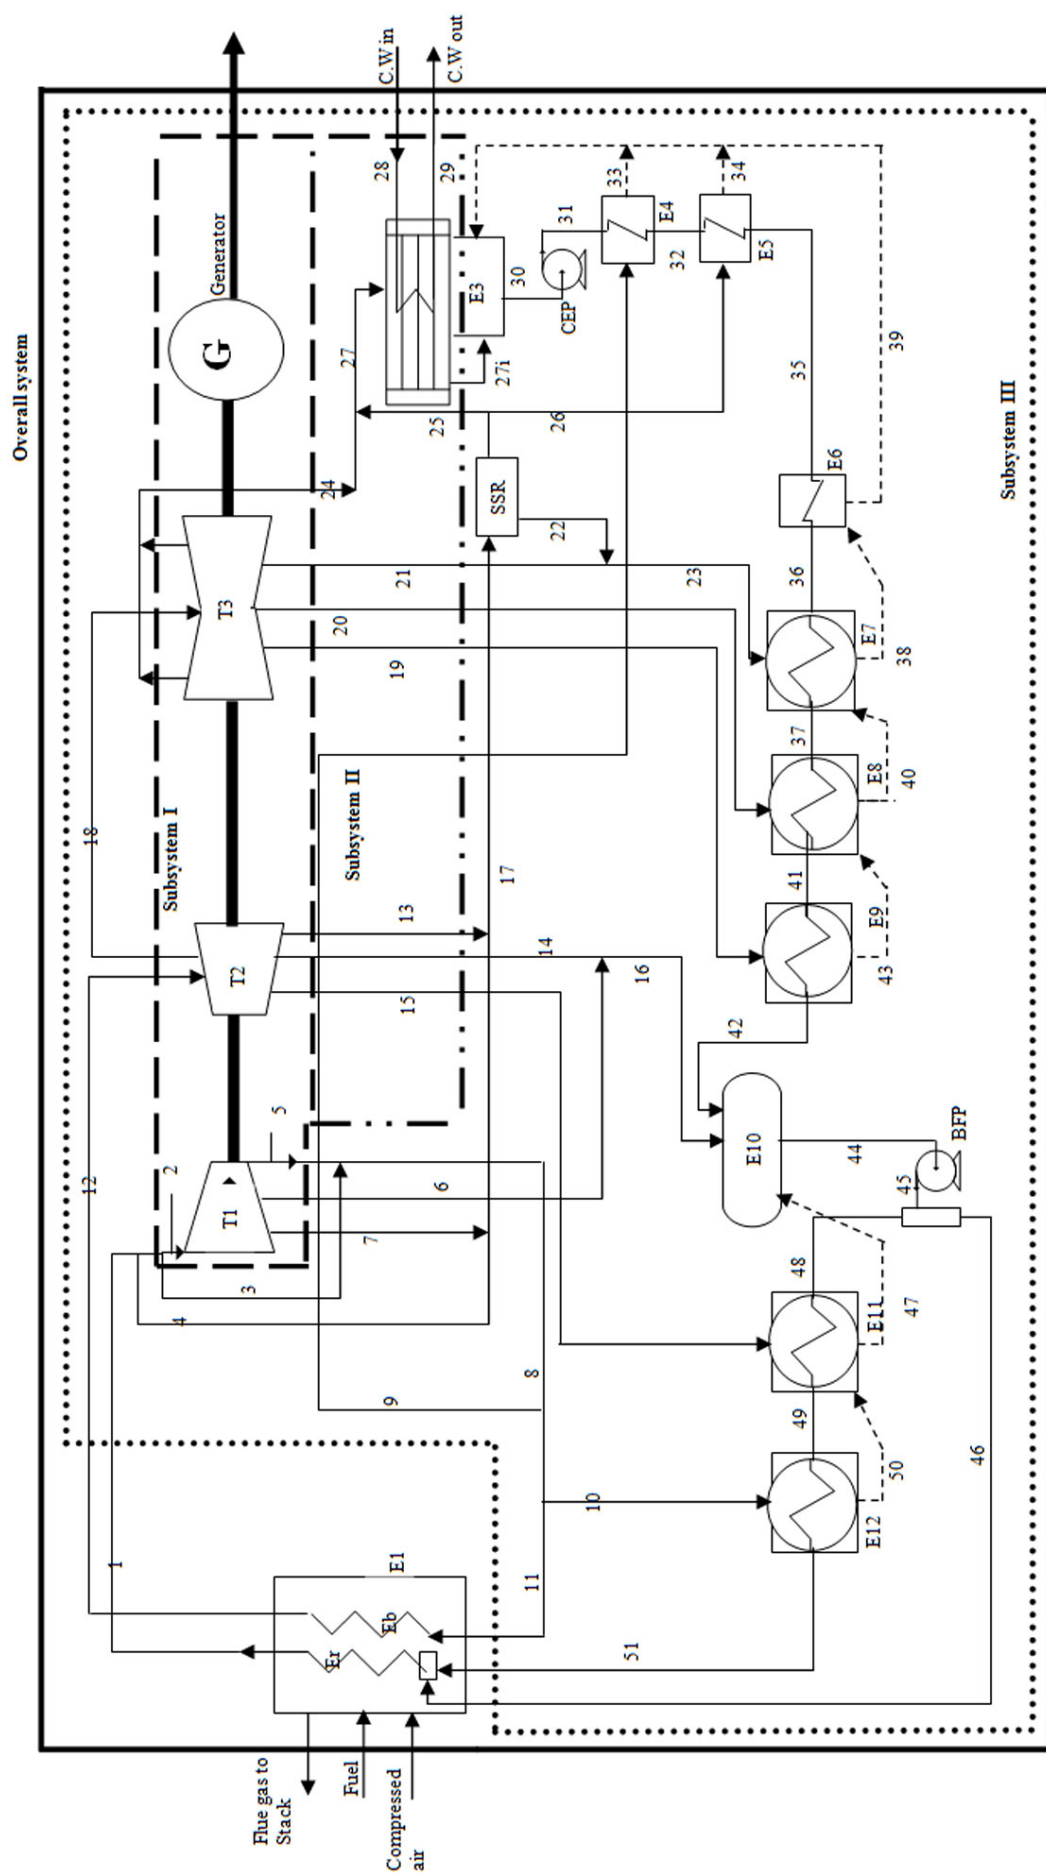 Overall system
Generator
G
C.W in
C.W out
28
29
27
24
25
27i
26
E3
30
31
CEP
33
E4
32
34
E5
35
39
E6
Subsystem III
SSR
22
T3
21
20
19
23
36
E7
38
37
E8
40
18
Subsystem I
Subsystem II
17
T2
13
14
15
16
41
E9
43
42
12
2
5
T1
6
7
3
4
E10
44
45
BFP
48
E11
47
8
9
49
50
46
10
E12
1
E1
Eb
Er
11
51
Flue gas to
Stack
Fuel
Compressed
air